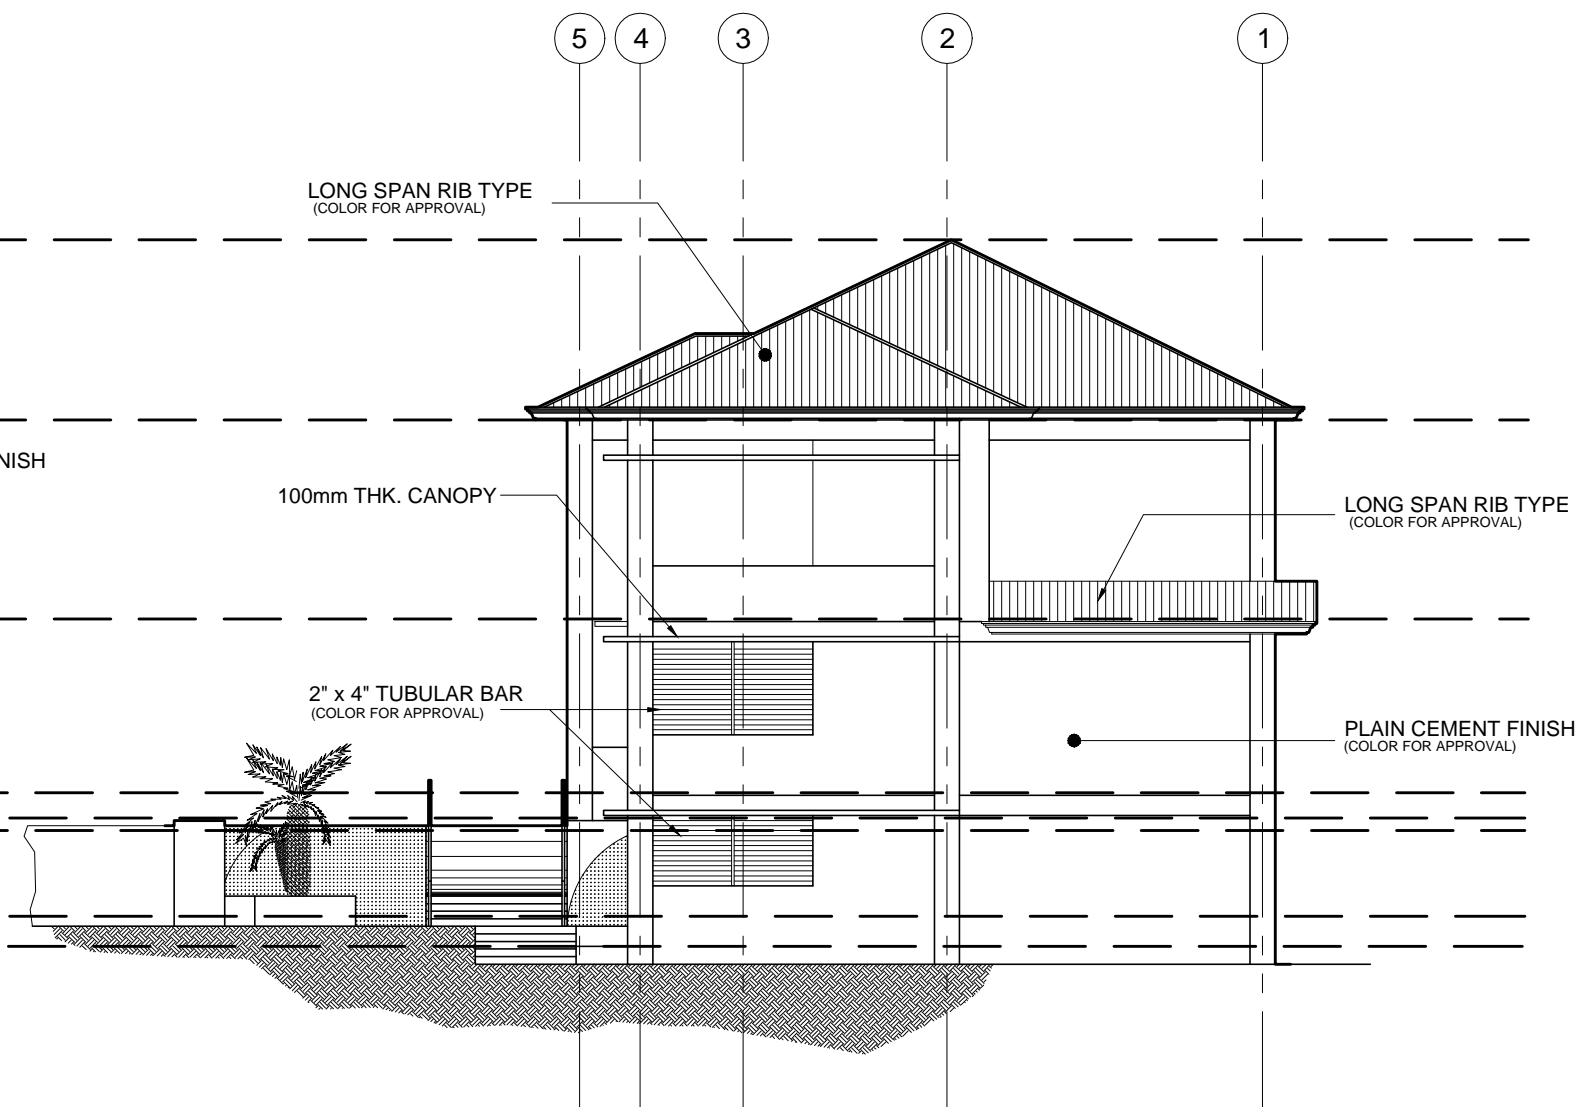 5 4 3 2 1
LONG SPAN RIB TYPE
(COLOR FOR APPROVAL)
NISH
100mm THK. CANOPY
LONG SPAN RIB TYPE
(COLOR FOR APPROVAL)
2" x 4" TUBULAR BAR
(COLOR FOR APPROVAL)
PLAIN CEMENT FINISH
(COLOR FOR APPROVAL)